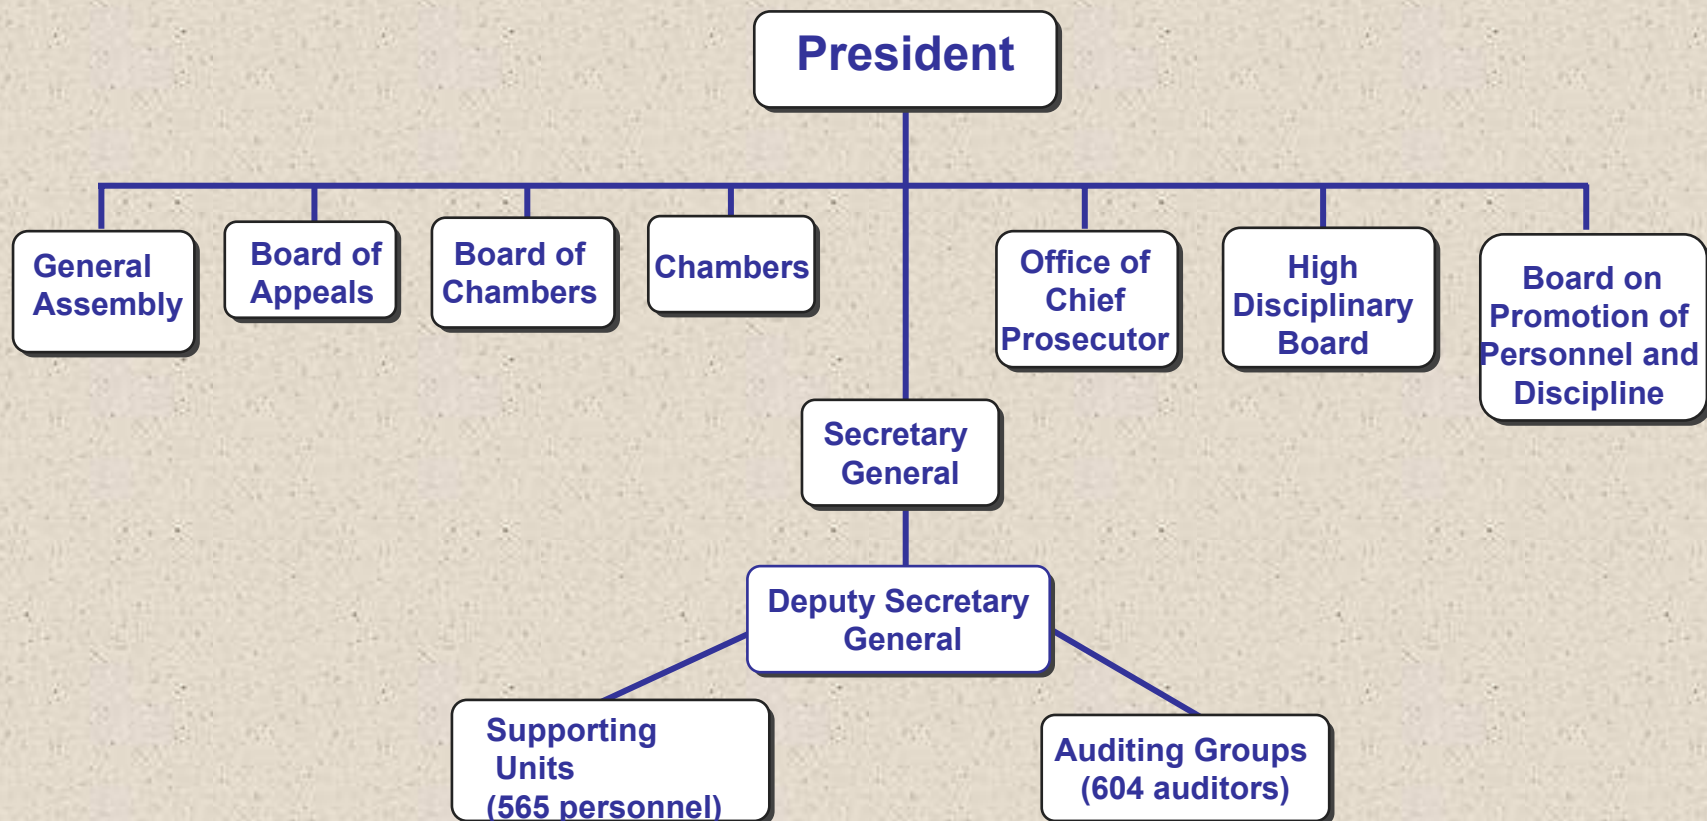 President
General
Assembly
Board of
Appeals
Board of
Chambers
Chambers
Office of
Chief
Prosecutor
High
Disciplinary
Board
Board on
Promotion of
Personnel and
Discipline
Secretary
General
Deputy Secretary
General
Supporting
Units
(565 personnel)
Auditing Groups
(604 auditors)